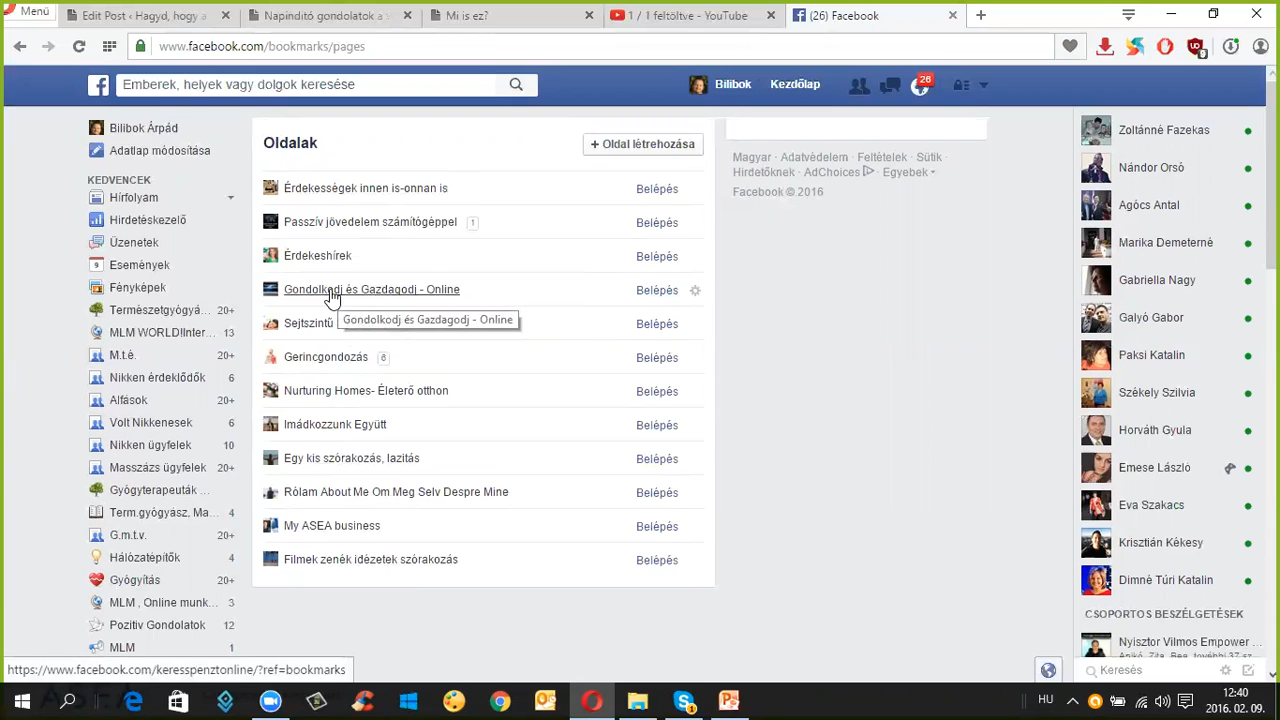 Menü
Edit Post ‹ Hagyd, hogy a
Napindító gondolatok a s
Mi is ez?
1 / 1 feltöltve - YouTube
(26) Facebook
www.facebook.com/bookmarks/pages
Emberek, helyek vagy dolgok keresése
Bilibok
Kezdőlap
26
Bilibok Árpád
Adatlap módosítása
KEDVENCEK
Hírfolyam
Hirdetéskezelő
Üzenetek
9 Események
Fényképek
Természetgyógyá... 20+
MLM WORLD!Inter... 13
M.t.é. 20+
Nikken érdeklődők 6
Alfások 20+
Volt Nikkenesek 6
Nikken ügyfelek 10
Masszázs ügyfelek 20+
Gyógyterapeuták ...
Term.gyógyasz, Ma... 4
G.m.t.v. 20+
Hálózatépítők 4
Gyógyítás 20+
MLM , Online munk... 3
Pozitiv Gondolatok 12
MLM 1
Oldalak
+ Oldal létrehozása
Érdekességek innen is-onnan is Belépés
Passzív jövedelem számítógéppel 1 Belépés
Érdekeshírek Belépés
Gondolkodj és Gazdagodj - Online Belépés
Sejtszintű Belépés
Gondolkodj és Gazdagodj - Online
Gerincgondozás 6 Belépés
Nurturing Homes- Életerő otthon Belépés
Imádkozzunk Együtt Belépés
Egy kis szórakozás, lazítás Belépés
Rólam About Me Om Meg Selv Despre Mine Belépés
My ASEA business Belépés
Filmek zenék idézetek szórakozás Belépés
Magyar · Adatvédelem · Feltételek · Sütik ·
Hirdetőknek · AdChoices · Egyebek
Facebook © 2016
Zoltánné Fazekas
Nándor Orsó
Agócs Antal
Marika Demeterné
Gabriella Nagy
Galyó Gabor
Paksi Katalin
Székely Szilvia
Horváth Gyula
Emese László
Eva Szakacs
Krisztián Kékesy
Dimné Túri Katalin
CSOPORTOS BESZÉLGETÉSEK
Nyisztor Vilmos Empower ...
Keresés
https://www.facebook.com/keresspenztonline/?ref=bookmarks
HU
12:40
2016. 02. 09.